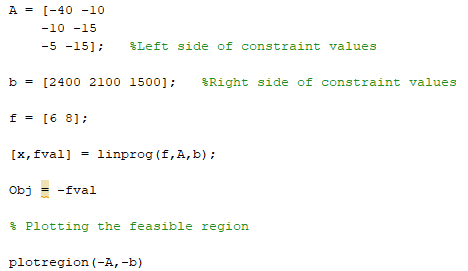 A = [-40 -10
-10 -15
-5 -15]; %Left side of constraint values
b = [2400 2100 1500]; %Right side of constraint values
f = [6 8];
[x,fval] = linprog(f,A,b);
Obj = -fval
% Plotting the feasible region
plotregion(-A,-b)